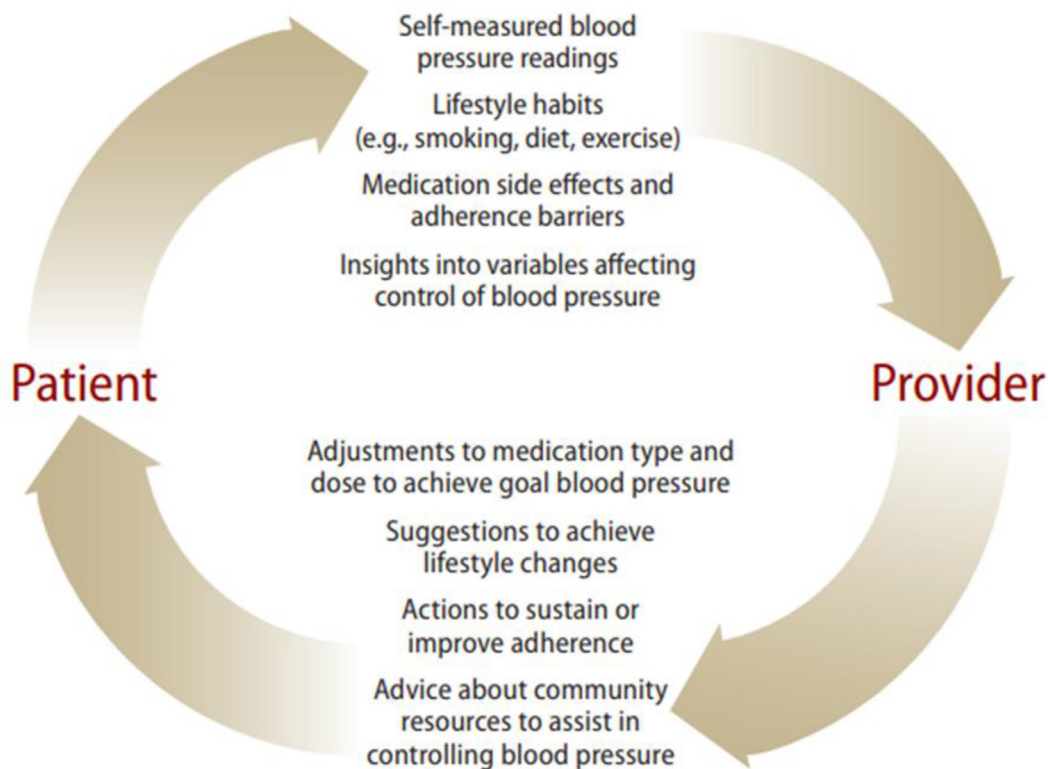 Self-measured blood
pressure readings
Lifestyle habits
(e.g., smoking, diet, exercise)
Medication side effects and
adherence barriers
Insights into variables affecting
control of blood pressure
Patient
Provider
Adjustments to medication type and
dose to achieve goal blood pressure
Suggestions to achieve
lifestyle changes
Actions to sustain or
improve adherence
Advice about community
resources to assist in
controlling blood pressure